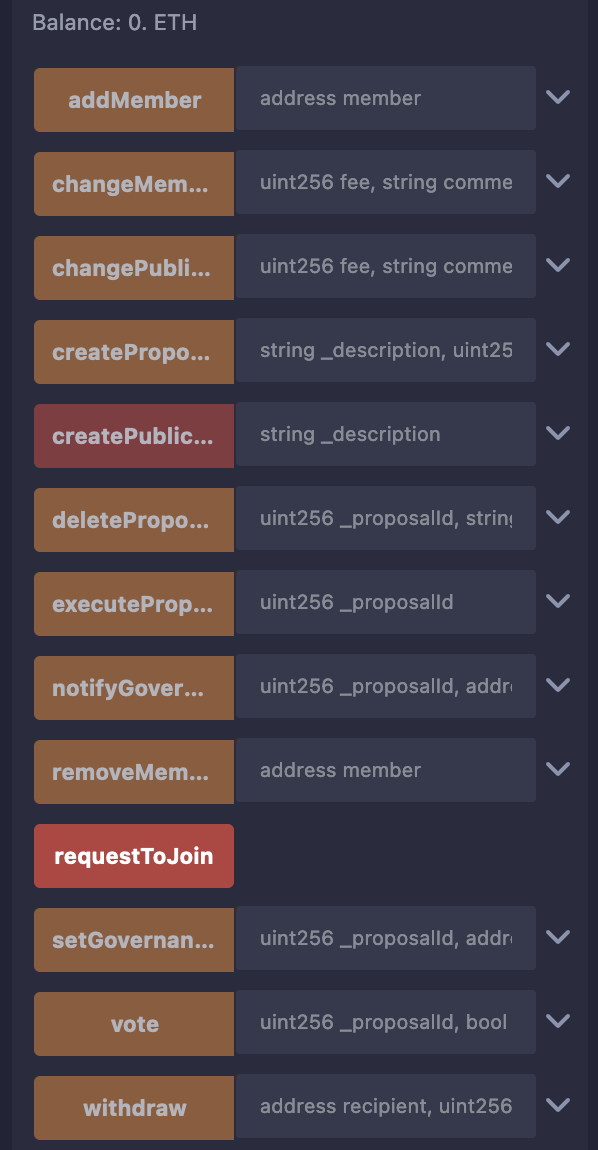 Balance: 0. ETH
addMember address member
changeMem... uint256 fee, string comme
changePubli... uint256 fee, string comme
createPropo... string _description, uint25
createPublic... string _description
deletePropo... uint256 _proposalId, string
executeProp... uint256 _proposalId
notifyGover... uint256 _proposalId, addr
removeMem... address member
requestToJoin
setGovernan... uint256 _proposalId, addr
vote uint256 _proposalId, bool
withdraw address recipient, uint256